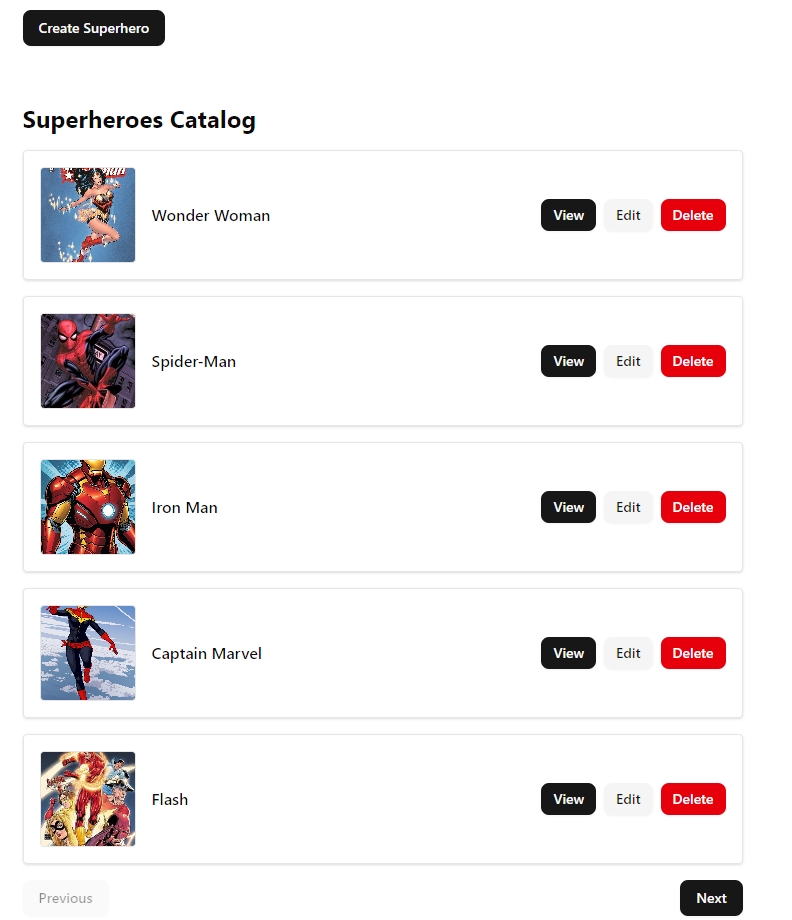 Create Superhero
Superheroes Catalog
Wonder Woman View Edit Delete
Spider-Man View Edit Delete
Iron Man View Edit Delete
Captain Marvel View Edit Delete
Flash View Edit Delete
Previous Next